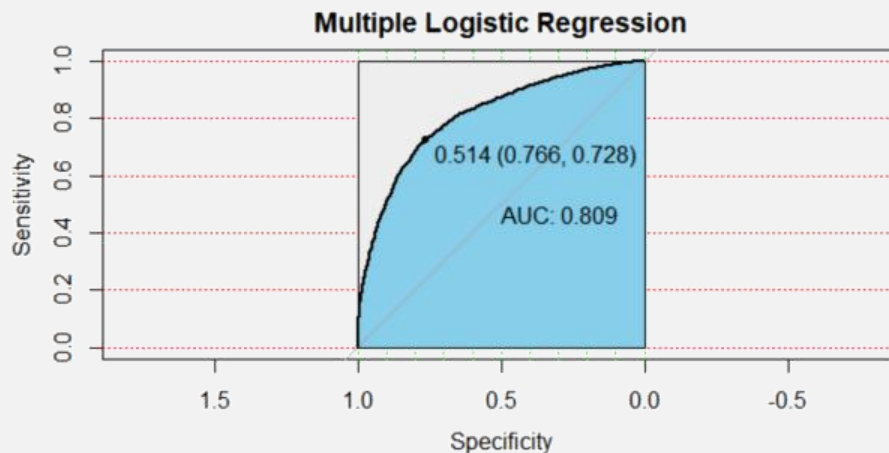 Multiple Logistic Regression
1.0
0.8
0.6
0.4
0.2
0.0
Sensitivity
0.514 (0.766, 0.728)
AUC: 0.809
1.5 1.0 0.5 0.0 -0.5
Specificity